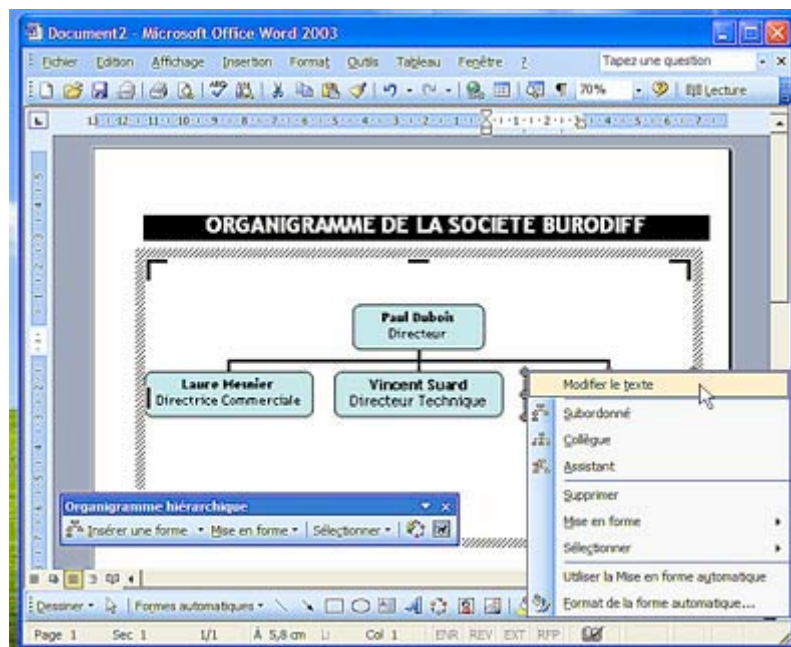 Document2 - Microsoft Office Word 2003
Fichier Edition Affichage Insertion Format Outils Tableau Fenêtre ? Tapez une question
70% Lecture
ORGANIGRAMME DE LA SOCIETE BURODIFF
Paul Dubois
Directeur
Laure Mesnier
Directrice Commerciale
Vincent Suard
Directeur Technique
Modifier le texte
Subordonné
Collègue
Assistant
Supprimer
Mise en forme
Sélectionner
Utiliser la Mise en forme automatique
Format de la forme automatique...
Organigramme hiérarchique
Insérer une forme Mise en forme Sélectionner
Dessiner Formes automatiques
Page 1 Sec 1 1/1 À 5,8 cm Li Col 1 ENR REV EXT RFP